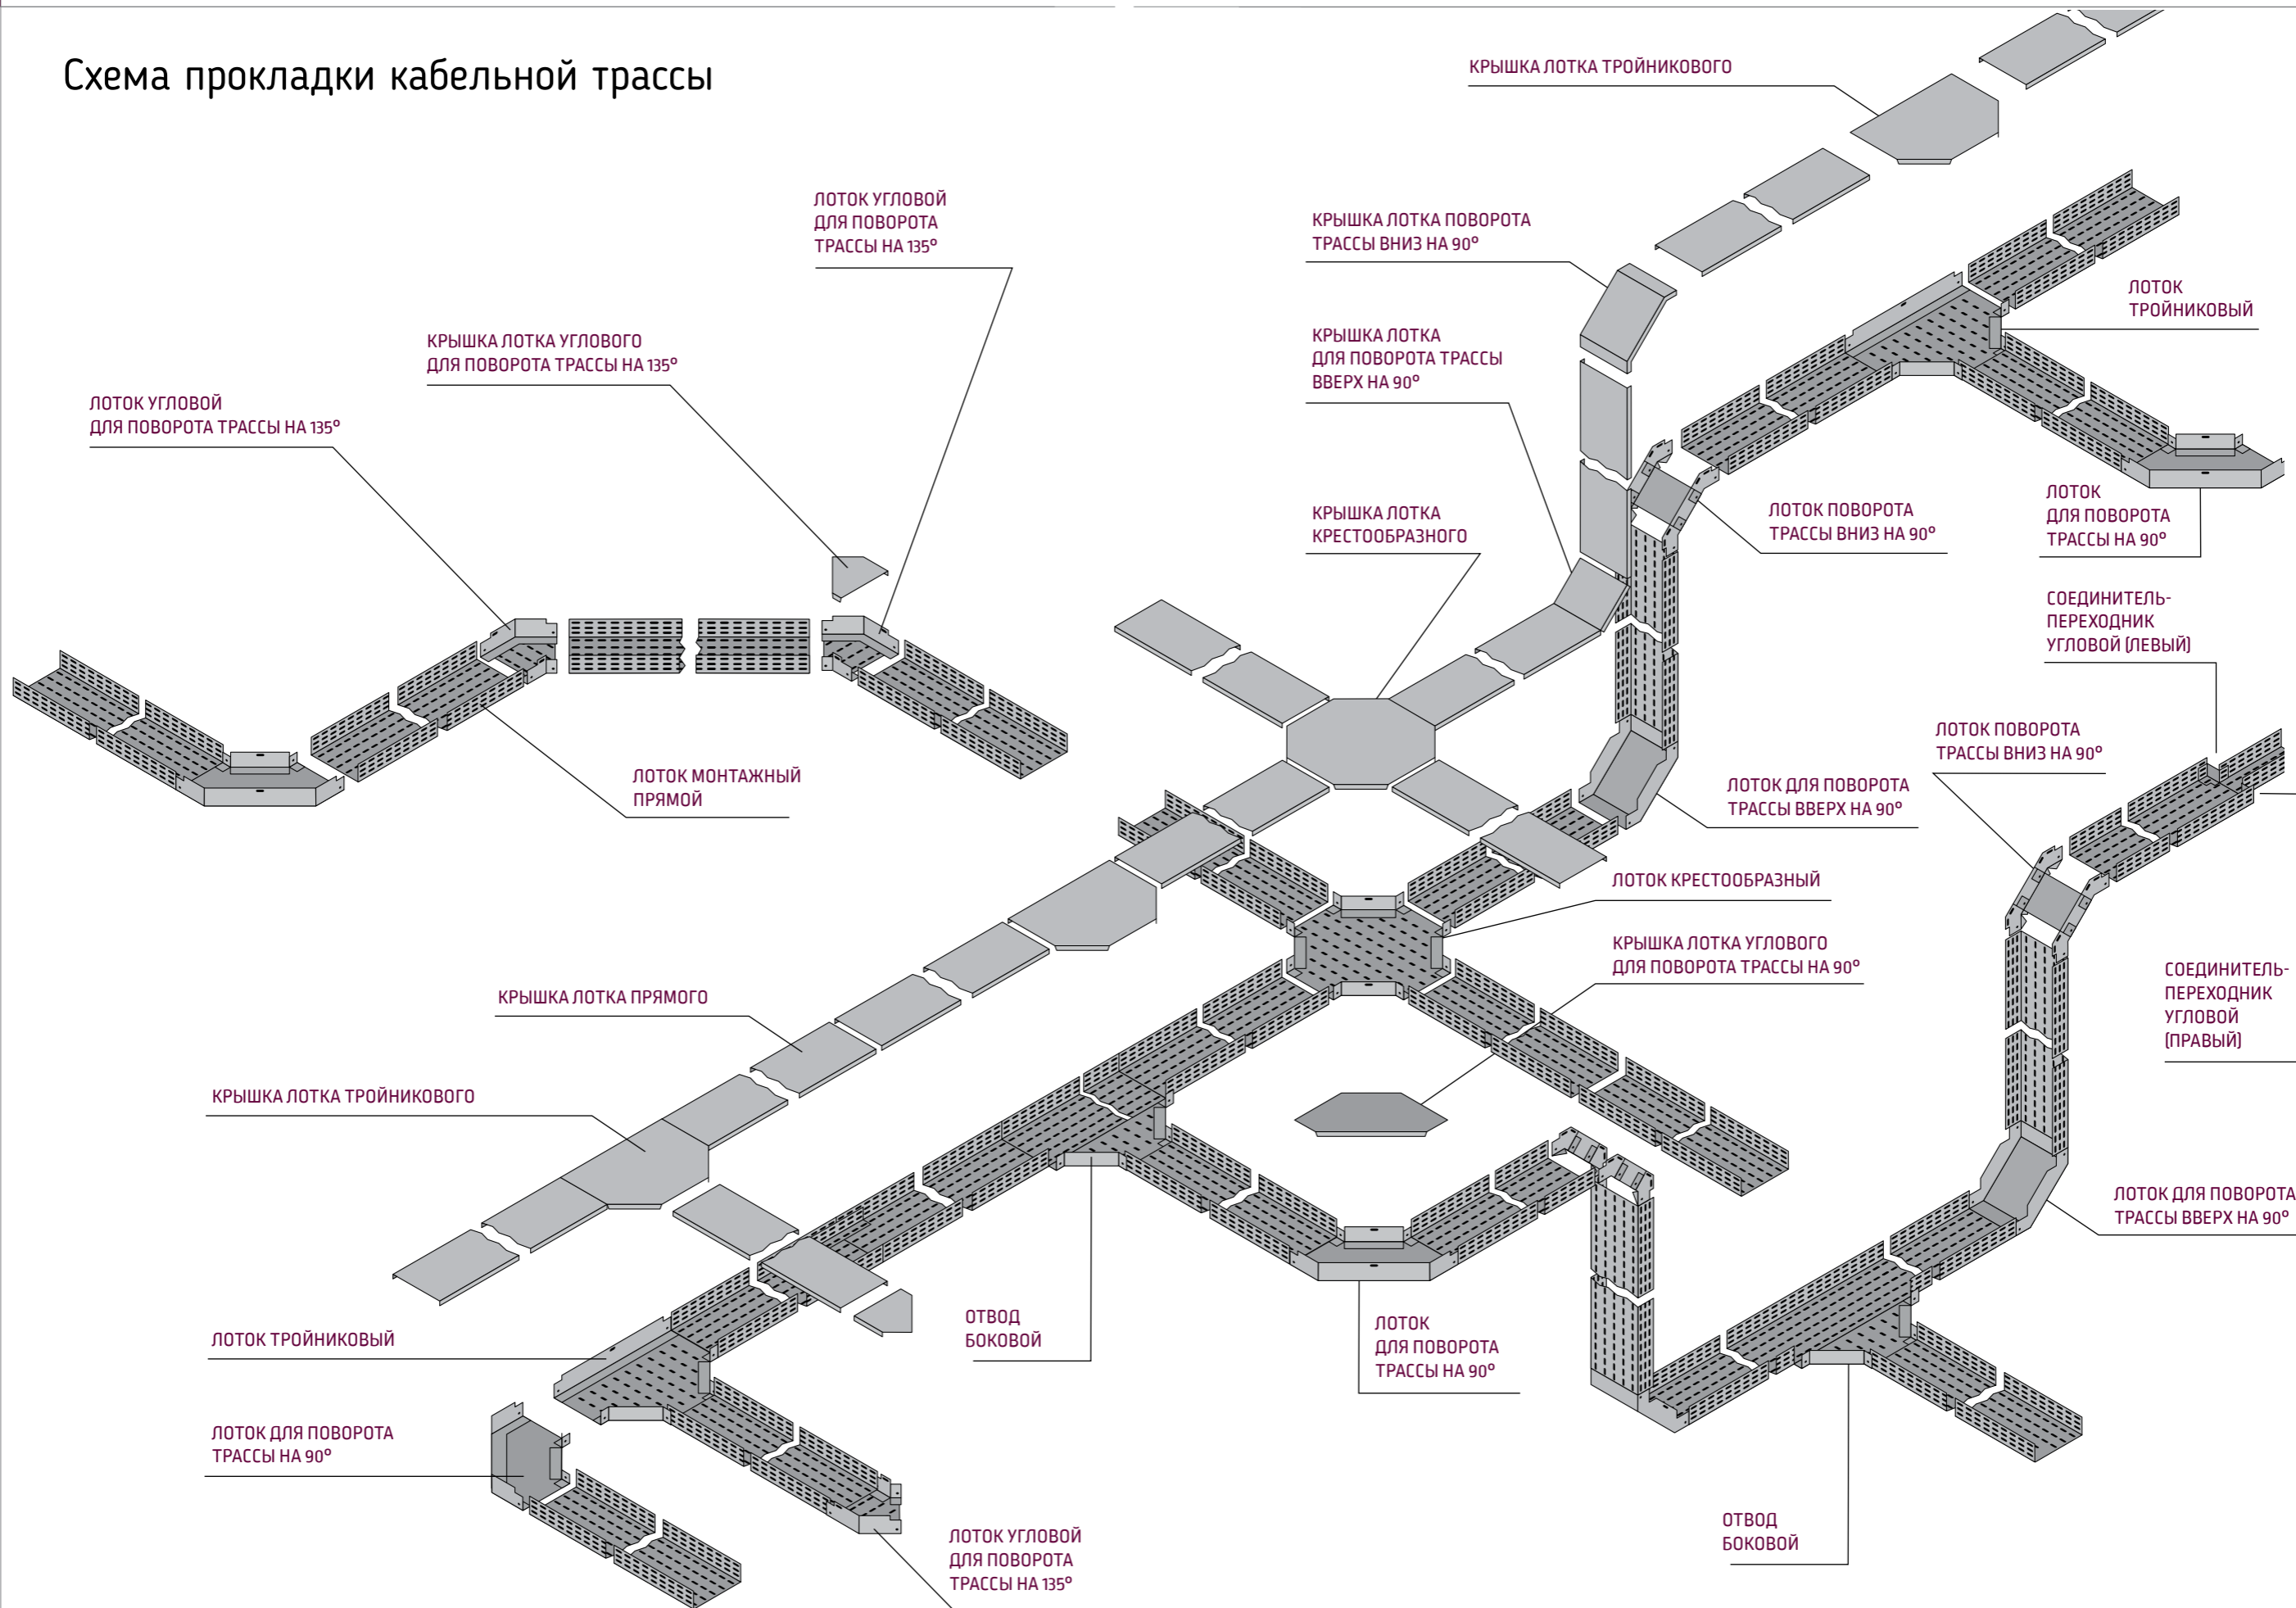 Схема прокладки кабельной трассы
КРЫШКА ЛОТКА ТРОЙНИКОВОГО
ЛОТОК УГЛОВОЙ
ДЛЯ ПОВОРОТА
ТРАССЫ НА 135°
КРЫШКА ЛОТКА ПОВОРОТА
ТРАССЫ ВНИЗ НА 90°
ЛОТОК
ТРОЙНИКОВЫЙ
КРЫШКА ЛОТКА УГЛОВОГО
ДЛЯ ПОВОРОТА ТРАССЫ НА 135°
КРЫШКА ЛОТКА
ДЛЯ ПОВОРОТА ТРАССЫ
ВВЕРХ НА 90°
ЛОТОК УГЛОВОЙ
ДЛЯ ПОВОРОТА ТРАССЫ НА 135°
КРЫШКА ЛОТКА
КРЕСТООБРАЗНОГО
ЛОТОК ПОВОРОТА
ТРАССЫ ВНИЗ НА 90°
ЛОТОК
ДЛЯ ПОВОРОТА
ТРАССЫ НА 90°
СОЕДИНИТЕЛЬ-
ПЕРЕХОДНИК
УГЛОВОЙ (ЛЕВЫЙ)
ЛОТОК МОНТАЖНЫЙ
ПРЯМОЙ
ЛОТОК ДЛЯ ПОВОРОТА
ТРАССЫ ВВЕРХ НА 90°
ЛОТОК ПОВОРОТА
ТРАССЫ ВНИЗ НА 90°
ЛОТОК КРЕСТООБРАЗНЫЙ
КРЫШКА ЛОТКА УГЛОВОГО
ДЛЯ ПОВОРОТА ТРАССЫ НА 90°
СОЕДИНИТЕЛЬ-
ПЕРЕХОДНИК
УГЛОВОЙ
(ПРАВЫЙ)
КРЫШКА ЛОТКА ПРЯМОГО
КРЫШКА ЛОТКА ТРОЙНИКОВОГО
ЛОТОК ДЛЯ ПОВОРОТА
ТРАССЫ ВВЕРХ НА 90°
ЛОТОК ТРОЙНИКОВЫЙ
ОТВОД
БОКОВОЙ
ЛОТОК
ДЛЯ ПОВОРОТА
ТРАССЫ НА 90°
ЛОТОК ДЛЯ ПОВОРОТА
ТРАССЫ НА 90°
ЛОТОК УГЛОВОЙ
ДЛЯ ПОВОРОТА
ТРАССЫ НА 135°
ОТВОД
БОКОВОЙ